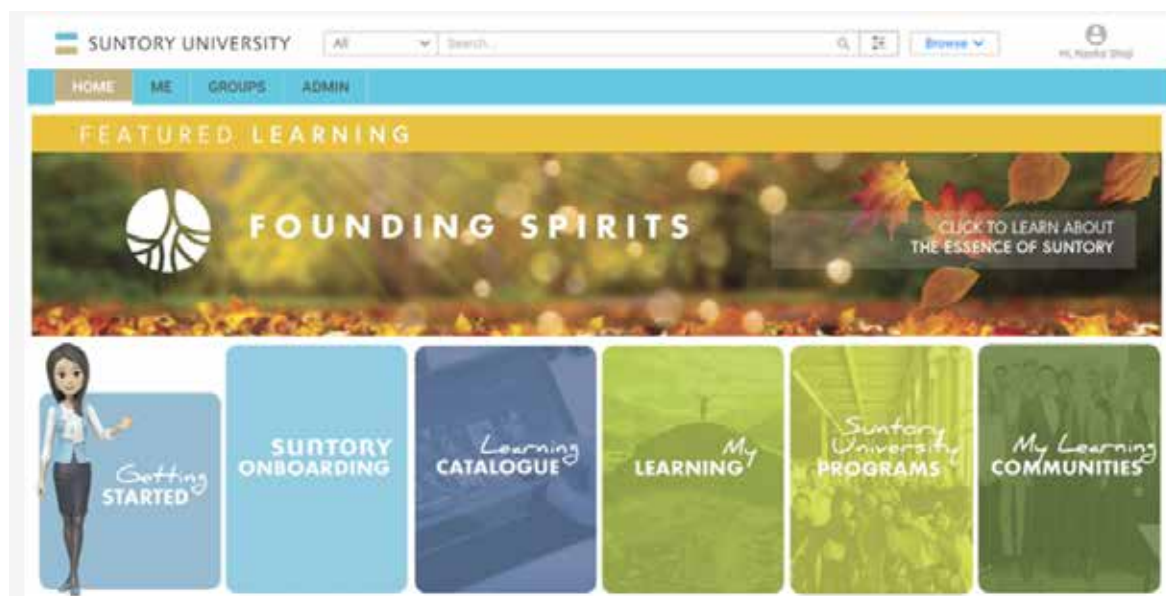 SUNTORY UNIVERSITY
All
Search...
Browse
HOME
ME
GROUPS
ADMIN
FEATURED LEARNING
FOUNDING SPIRITS
CLICK TO LEARN ABOUT
THE ESSENCE OF SUNTORY
Getting
STARTED
SUNTORY
ONBOARDING
Learning
CATALOGUE
My
LEARNING
Suntory
University
PROGRAMS
My Learning
COMMUNITIES